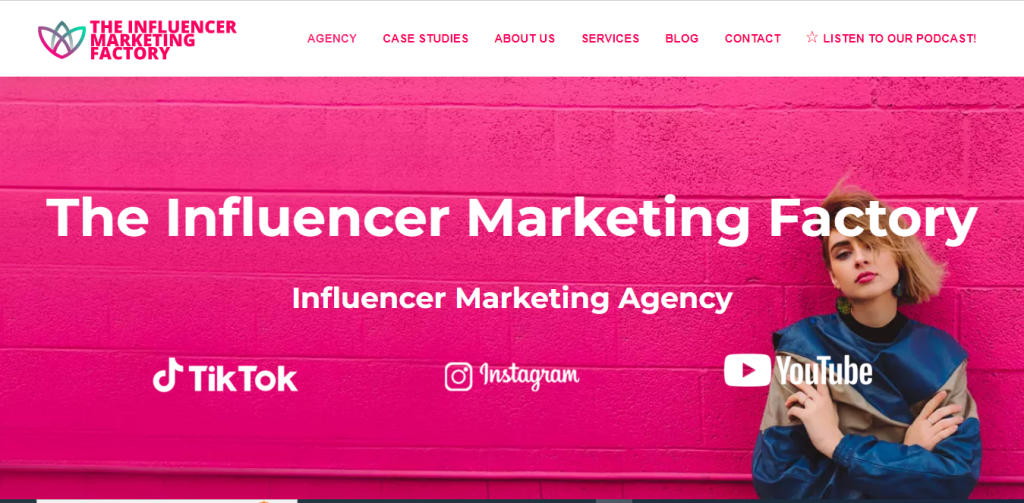 THE INFLUENCER
MARKETING
FACTORY
AGENCY CASE STUDIES ABOUT US SERVICES BLOG CONTACT ☆ LISTEN TO OUR PODCAST!
The Influencer Marketing Factory
Influencer Marketing Agency
TikTok Instagram YouTube